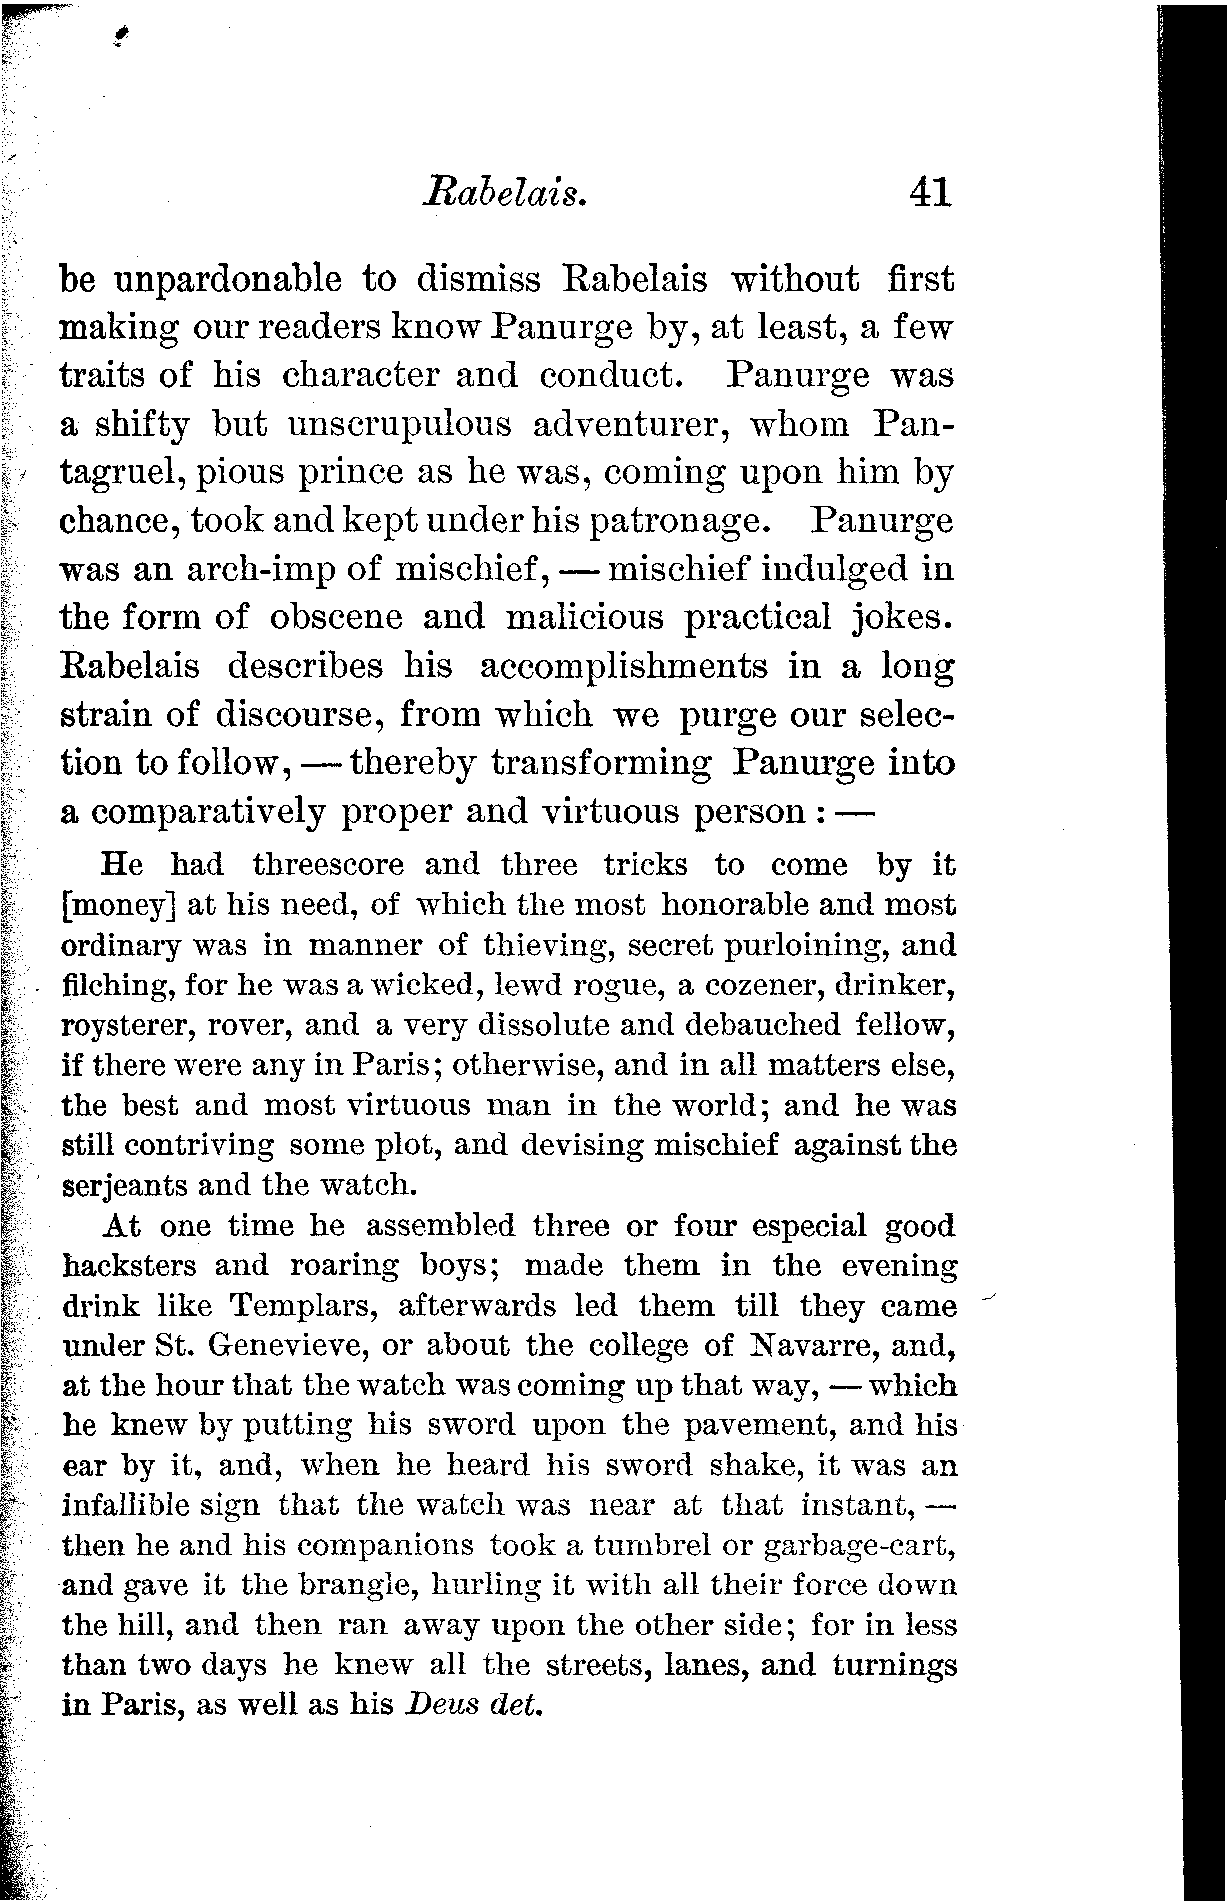 Rabelais. 41
be unpardonable to dismiss Rabelais without first
making our readers know Panurge by, at least, a few
traits of his character and conduct. Panurge was
a shifty but unscrupulous adventurer, whom Pan-
tagruel, pious prince as he was, coming upon him by
chance, took and kept under his patronage. Panurge
was an arch-imp of mischief, — mischief indulged in
the form of obscene and malicious practical jokes.
Rabelais describes his accomplishments in a long
strain of discourse, from which we purge our selec-
tion to follow, — thereby transforming Panurge into
a comparatively proper and virtuous person : —
He had threescore and three tricks to come by it
[money] at his need, of which the most honorable and most
ordinary was in manner of thieving, secret purloining, and
filching, for he was a wicked, lewd rogue, a cozener, drinker,
roysterer, rover, and a very dissolute and debauched fellow,
if there were any in Paris; otherwise, and in all matters else,
the best and most virtuous man in the world; and he was
still contriving some plot, and devising mischief against the
serjeants and the watch.
At one time he assembled three or four especial good
hacksters and roaring boys; made them in the evening
drink like Templars, afterwards led them till they came
under St. Genevieve, or about the college of Navarre, and,
at the hour that the watch was coming up that way, — which
he knew by putting his sword upon the pavement, and his
ear by it, and, when he heard his sword shake, it was an
infallible sign that the watch was near at that instant, —
then he and his companions took a tumbrel or garbage-cart,
and gave it the brangle, hurling it with all their force down
the hill, and then ran away upon the other side; for in less
than two days he knew all the streets, lanes, and turnings
in Paris, as well as his Deus det.